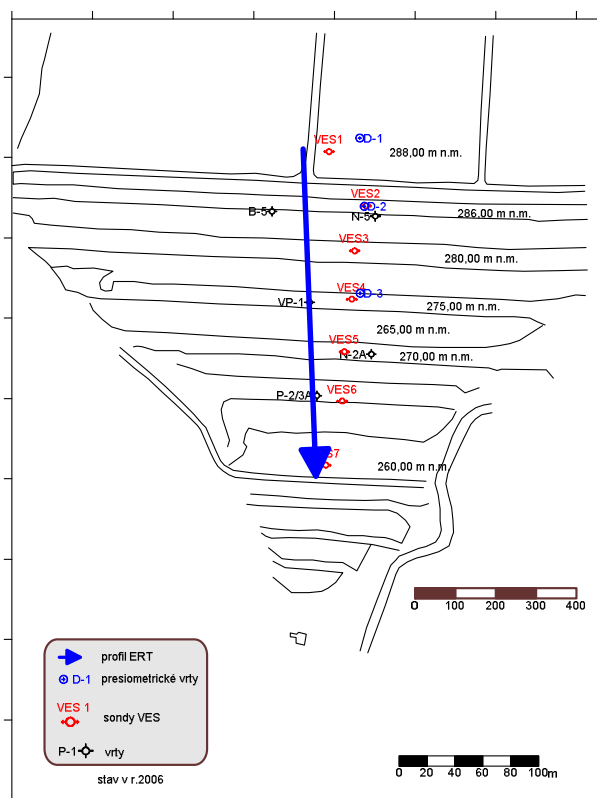 VES1
D-1
288,00 m n.m.
VES2
D-2
B-5
N-5
286,00 m n.m.
VES3
280,00 m n.m.
VES4
D-3
VP-1
275,00 m n.m.
265,00 m n.m.
VES5
N-2A
270,00 m n.m.
VES6
P-2/3A
S7
260,00 m n.m.
0 100 200 300 400
profil ERT
D-1 presiometrické vrty
VES 1
sondy VES
P-1 vrty
stav v r.2006
0 20 40 60 80 100m